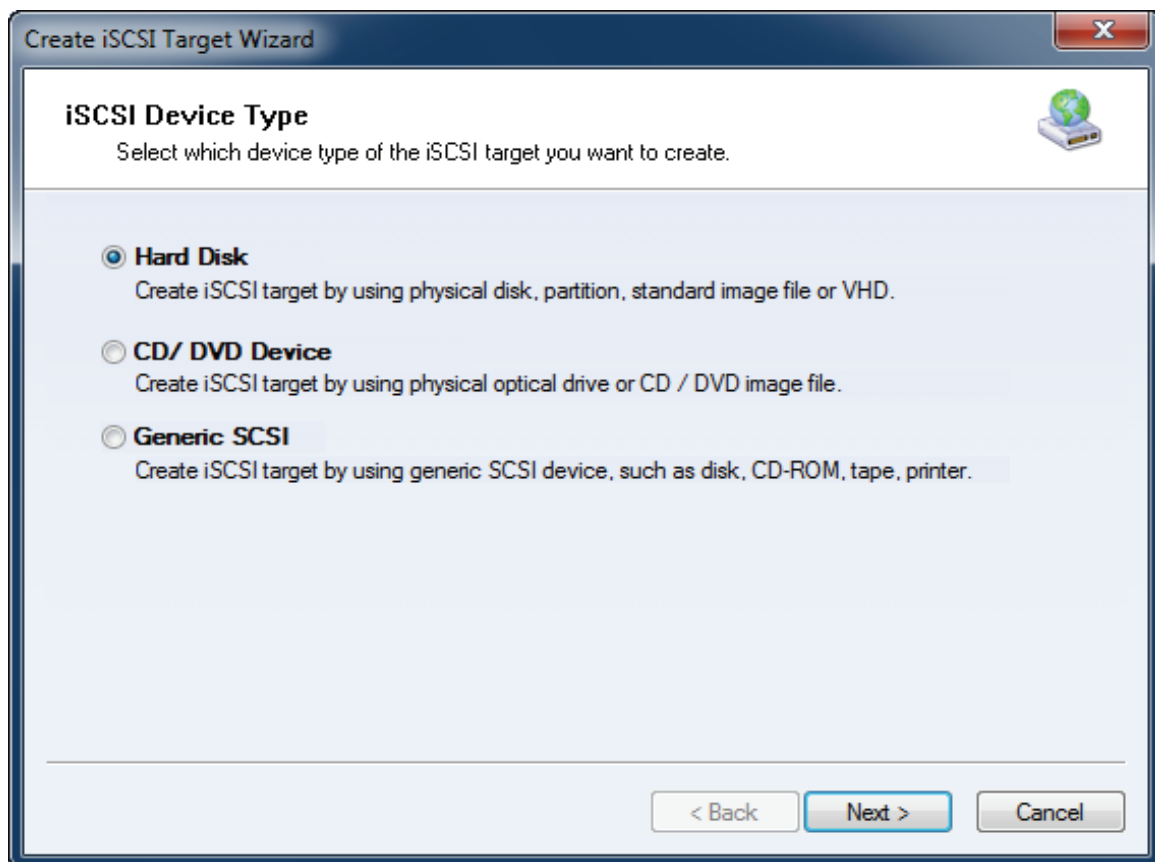 Create iSCSI Target Wizard
iSCSI Device Type
Select which device type of the iSCSI target you want to create.
Hard Disk
Create iSCSI target by using physical disk, partition, standard image file or VHD.
CD/ DVD Device
Create iSCSI target by using physical optical drive or CD / DVD image file.
Generic SCSI
Create iSCSI target by using generic SCSI device, such as disk, CD-ROM, tape, printer.
< Back Next > Cancel